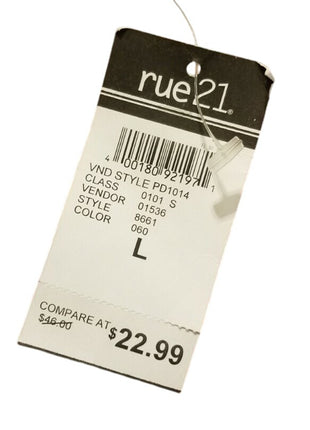 rue21®
4 00180 92197 1
VND STYLE PD1014
CLASS 0101 S
VENDOR 01536
STYLE 8661
COLOR 060
L
COMPARE AT
$46.00
$22.99